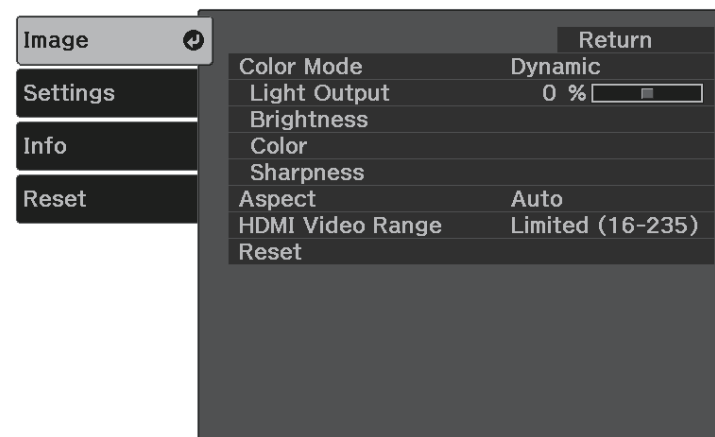 Image
Settings
Info
Reset
Return
Color Mode Dynamic
Light Output 0 %
Brightness
Color
Sharpness
Aspect Auto
HDMI Video Range Limited (16-235)
Reset